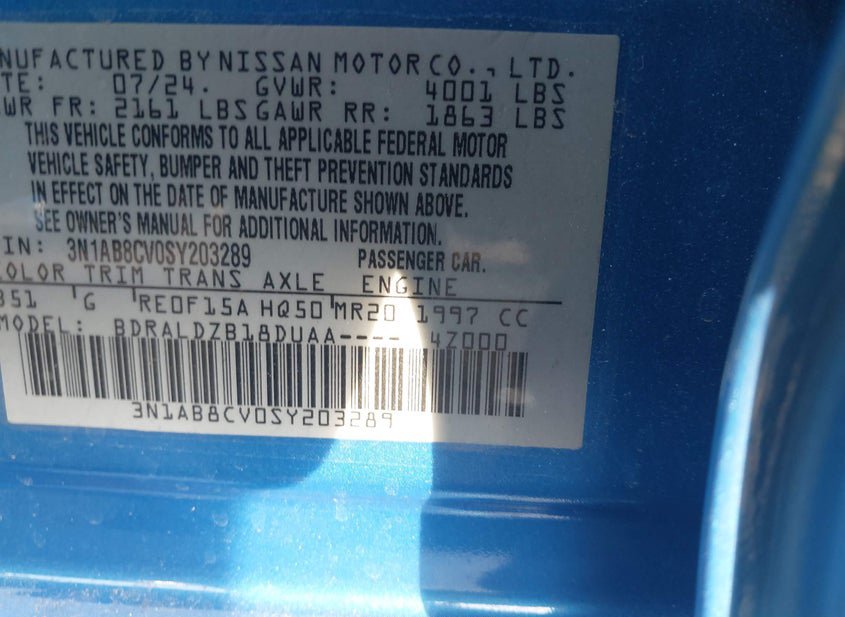 NUFACTURED BY NISSAN MOTOR CO., LTD.
TE: 07/24. GVWR: 4001 LBS
WR FR: 2161 LBS GAWR RR: 1863 LBS
THIS VEHICLE CONFORMS TO ALL APPLICABLE FEDERAL MOTOR
VEHICLE SAFETY, BUMPER AND THEFT PREVENTION STANDARDS
IN EFFECT ON THE DATE OF MANUFACTURE SHOWN ABOVE.
SEE OWNER'S MANUAL FOR ADDITIONAL INFORMATION.
IN: 3N1AB8CV0SY203289 PASSENGER CAR.
COLOR TRIM TRANS AXLE ENGINE
B51 G RE0F15A HQ50 MR20 1997 CC
MODEL: BDRALDZB18DUAA---- 4Z000
3N1AB8CV0SY203289